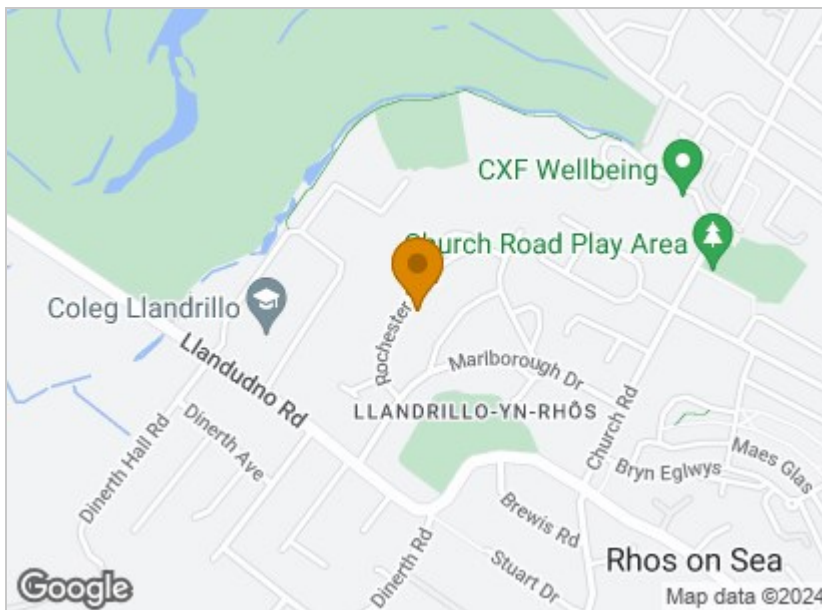 CXF Wellbeing
Church Road Play Area
Coleg Llandrillo
Rochester
Llandudno Rd
Marlborough Dr
LLANDRILLO-YN-RHÔS
Church Rd
Dinerth Hall Rd
Dinerth Ave
Maes Glas
Bryn Eglwys
Brewis Rd
Dinerth Rd
Stuart Dr
Rhos on Sea
Google
Map data ©2024